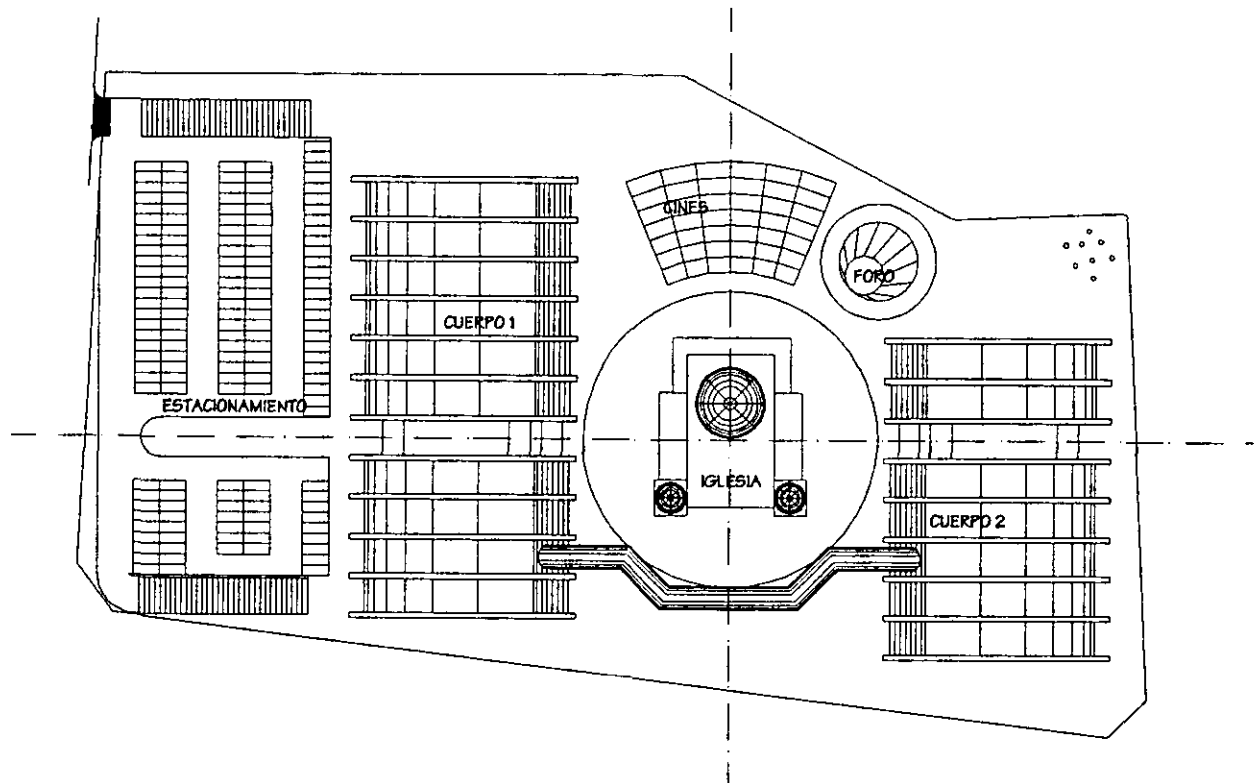 CINES
FORO
CUERPO 1
ESTACIONAMIENTO
IGLESIA
CUERPO 2